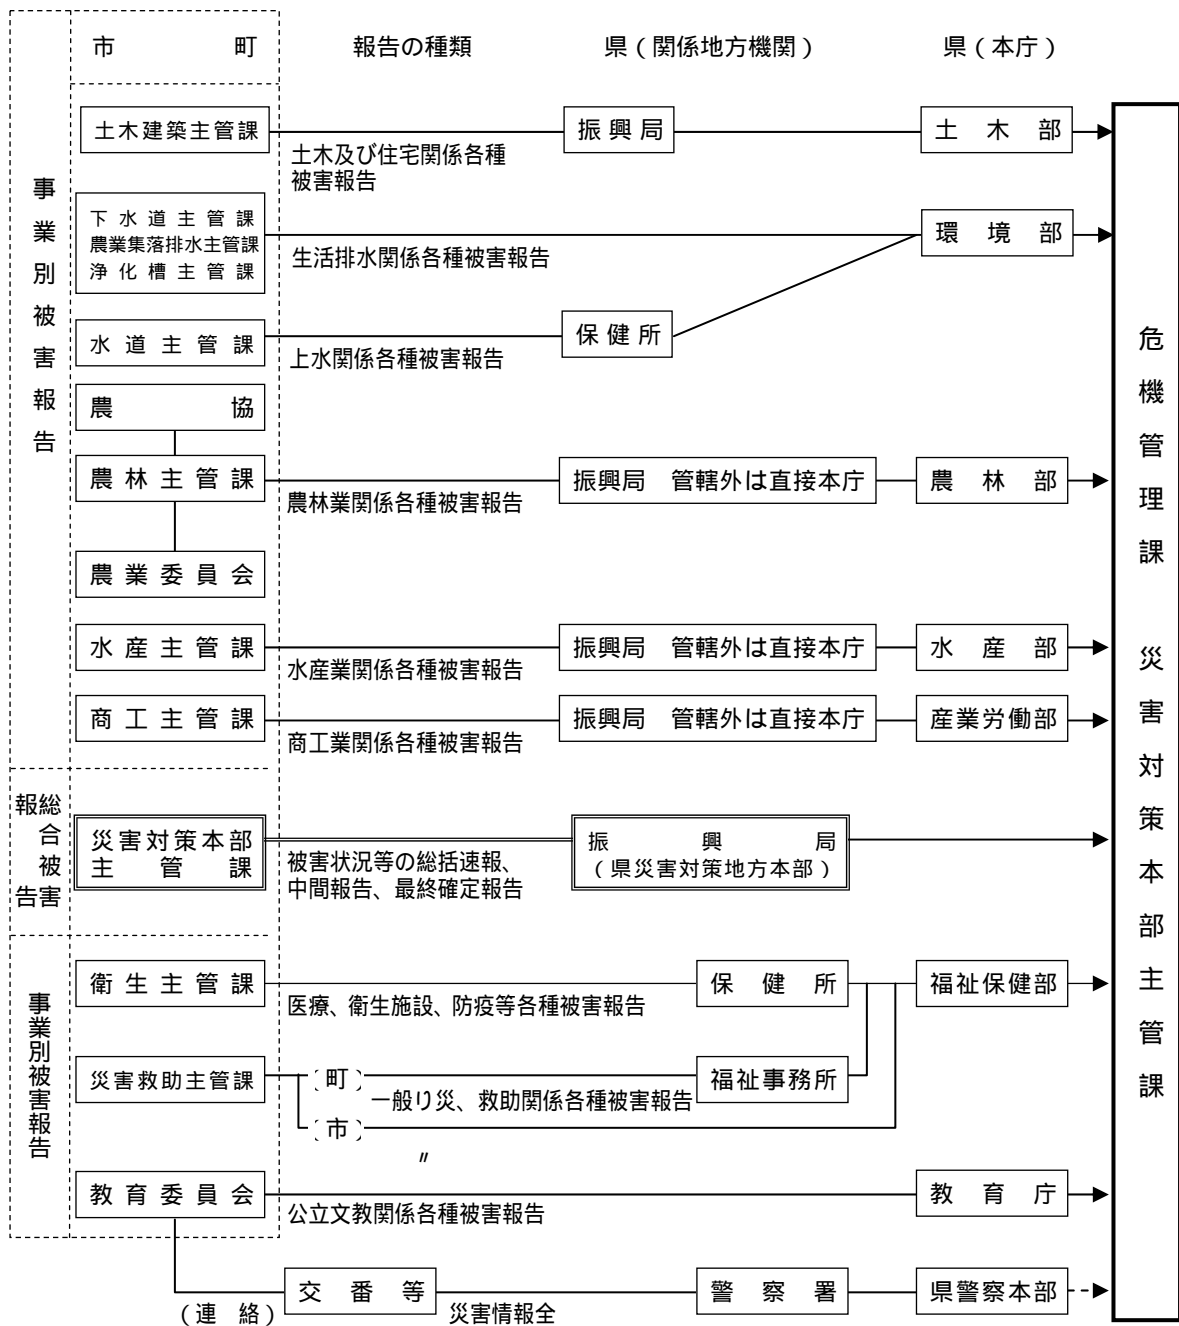 市　町　報告の種類　県(関係地方機関)　県(本庁)
事業別被害報告
土木建築主管課　振興局　土木部
土木及び住宅関係各種
被害報告
下水道主管課
農業集落排水主管課
浄化槽主管課
環境部
生活排水関係各種被害報告
水道主管課　保健所
上水関係各種被害報告
農協
農林主管課　振興局　管轄外は直接本庁　農林部
農林業関係各種被害報告
農業委員会
水産主管課　振興局　管轄外は直接本庁　水産部
水産業関係各種被害報告
商工主管課　振興局　管轄外は直接本庁　産業労働部
商工業関係各種被害報告
総合被害
報告
災害対策本部
主管課
振興局
(県災害対策地方本部)
被害状況等の総括速報、
中間報告、最終確定報告
事業別被害報告
衛生主管課　保健所　福祉保健部
医療、衛生施設、防疫等各種被害報告
災害救助主管課　〔町〕　福祉事務所
一般り災、救助関係各種被害報告
〔市〕
〃
教育委員会　教育庁
公立文教関係各種被害報告
交番等　警察署　県警察本部
(連絡)　災害情報全
危機管理課　災害対策本部主管課